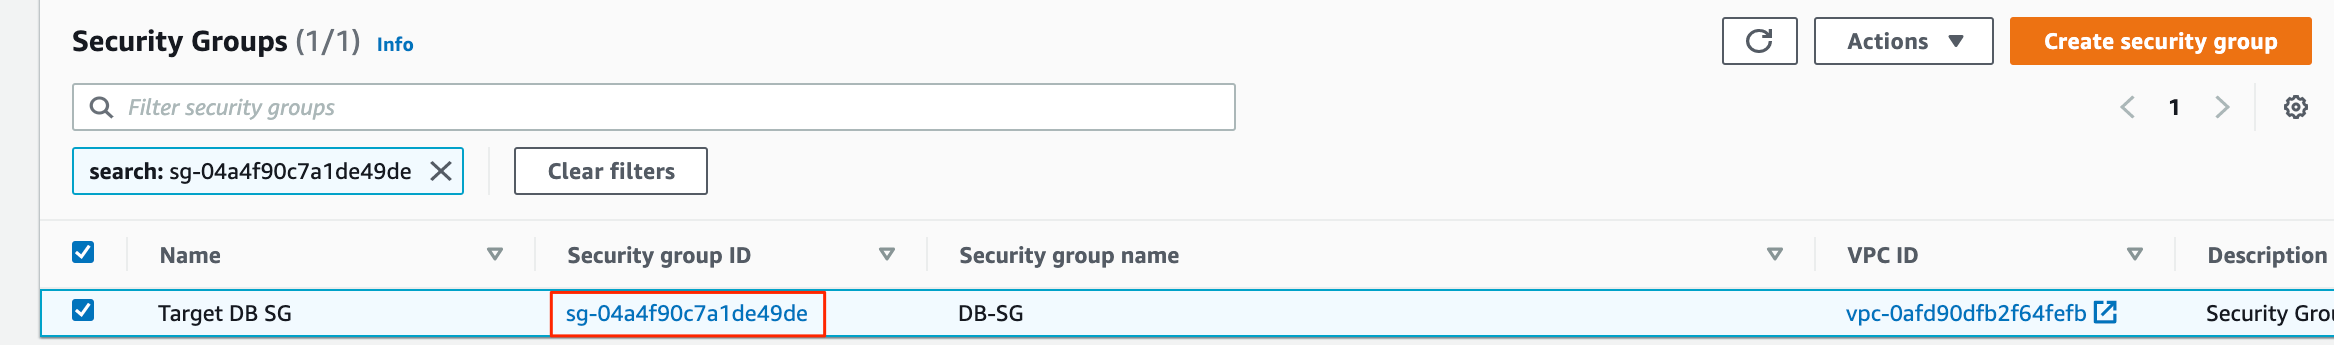 Security Groups (1/1) Info
Actions
Create security group
Filter security groups
1
search: sg-04a4f90c7a1de49de
Clear filters
Name Security group ID Security group name VPC ID Description
Target DB SG sg-04a4f90c7a1de49de DB-SG vpc-0afd90dfb2f64fefb Security